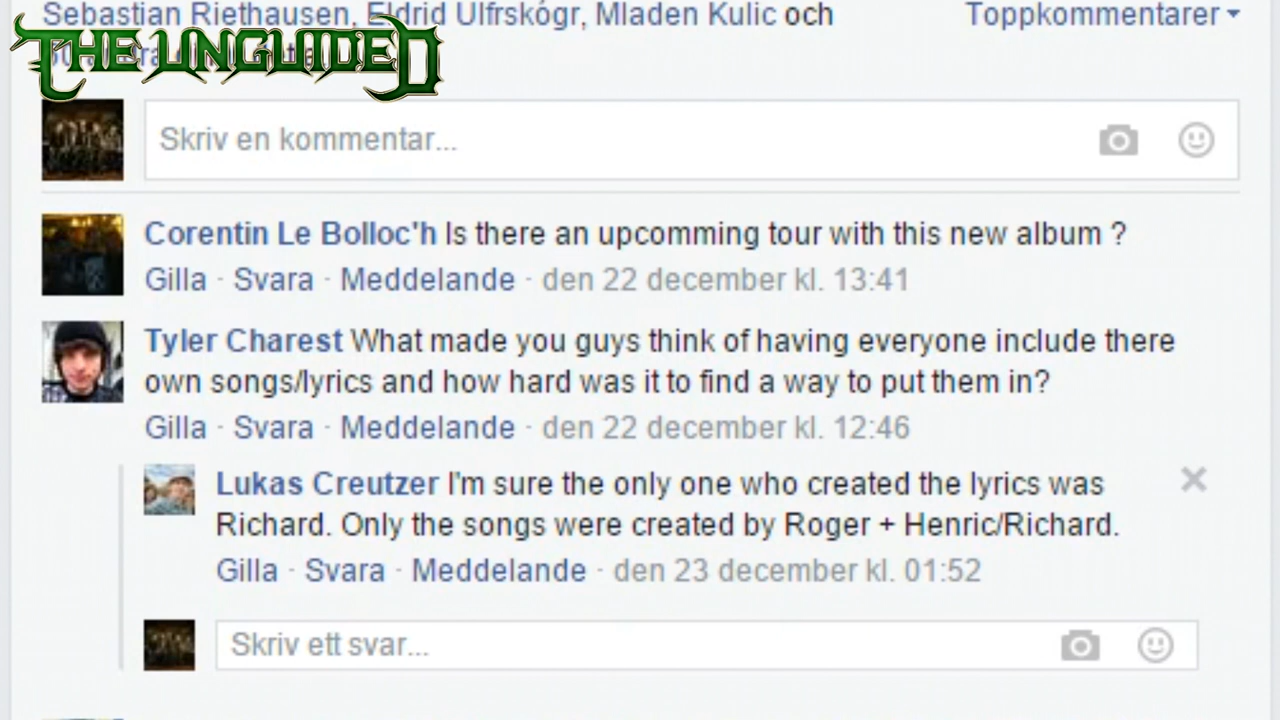 Sebastian Riethausen, Eldrid Ulfrskógr, Mladen Kulic och
Toppkommentarer
THE UNGUIDED
Skriv en kommentar...
Corentin Le Bolloc'h Is there an upcomming tour with this new album ?
Gilla · Svara · Meddelande · den 22 december kl. 13:41
Tyler Charest What made you guys think of having everyone include there
own songs/lyrics and how hard was it to find a way to put them in?
Gilla · Svara · Meddelande · den 22 december kl. 12:46
Lukas Creutzer I'm sure the only one who created the lyrics was
Richard. Only the songs were created by Roger + Henric/Richard.
Gilla · Svara · Meddelande · den 23 december kl. 01:52
Skriv ett svar...